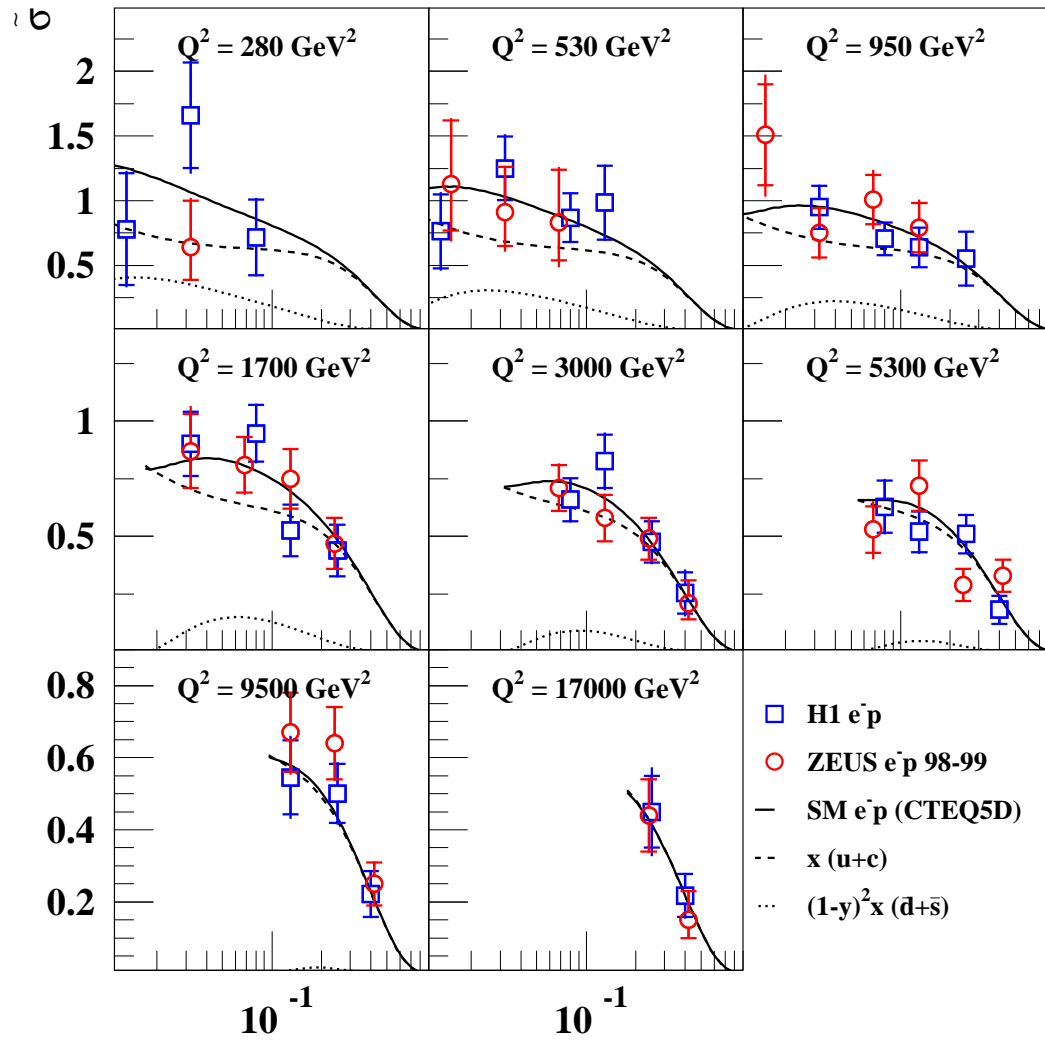 σ̃
Q² = 280 GeV²
Q² = 530 GeV²
Q² = 950 GeV²
2
1.5
1
0.5
Q² = 1700 GeV²
Q² = 3000 GeV²
Q² = 5300 GeV²
1
0.5
Q² = 9500 GeV²
Q² = 17000 GeV²
0.8
0.6
0.4
0.2
H1 e⁻p
ZEUS e⁻p 98-99
SM e⁻p (CTEQ5D)
x (u+c)
(1-y)²x (d̄+s̄)
10⁻¹
10⁻¹